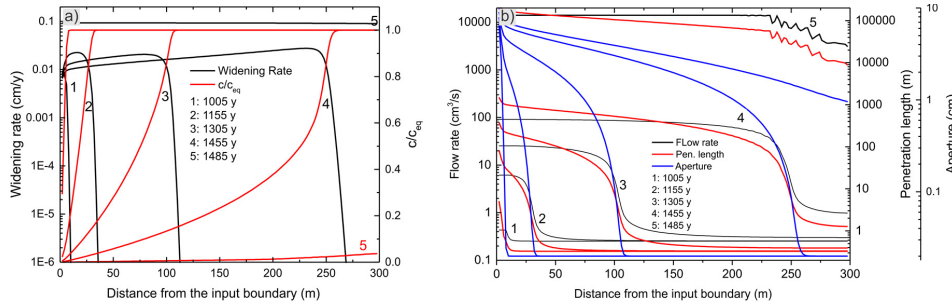 a)
Widening rate (cm/y)
0.1
0.01
0.001
1E-4
1E-5
1E-6
0
50
100
150
200
250
300
Distance from the input boundary (m)
1.0
0.8
0.6
0.4
0.2
0.0
c/ceq
Widening Rate
c/ceq
1: 1005 y
2: 1155 y
3: 1305 y
4: 1455 y
5: 1485 y
1
2
3
4
5
5
b)
Flow rate (cm³/s)
10000
1000
100
10
1
0.1
0
50
100
150
200
250
300
Distance from the input boundary (m)
FLow rate
Pen. length
Aperture
1: 1005 y
2: 1155 y
3: 1305 y
4: 1455 y
5: 1485 y
1
2
3
4
5
100000
10000
1000
100
10
1
Penetration length (m)
10
1
0.1
Aperture (cm)